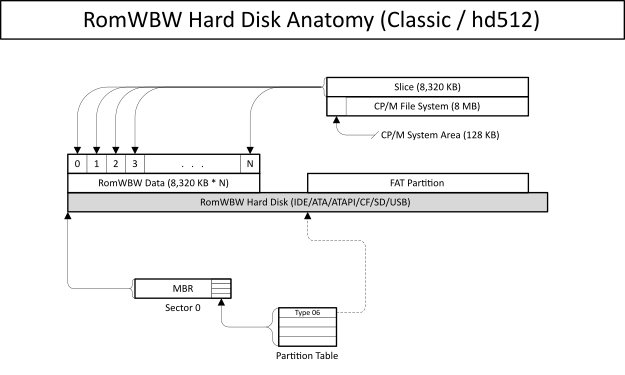 RomWBW Hard Disk Anatomy (Classic / hd512)
Slice (8,320 KB)
CP/M File System (8 MB)
CP/M System Area (128 KB)
0 1 2 3 . . . N
RomWBW Data (8,320 KB * N)
FAT Partition
RomWBW Hard Disk (IDE/ATA/ATAPI/CF/SD/USB)
MBR
Sector 0
Type 06
Partition Table